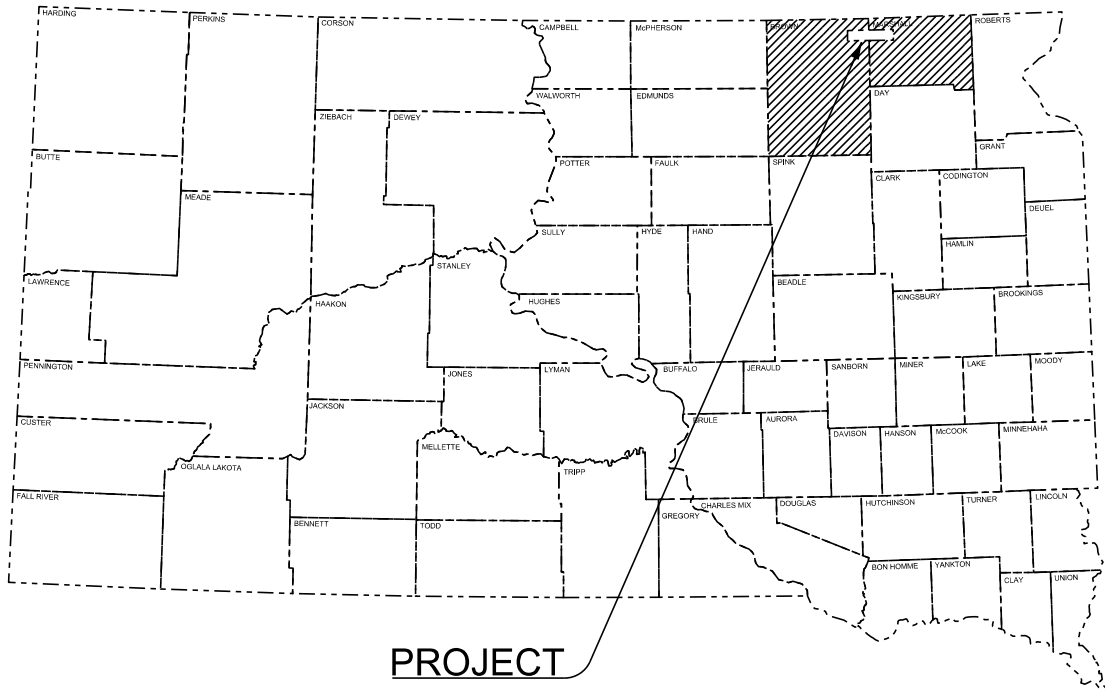 HARDING
PERKINS
CORSON
CAMPBELL
McPHERSON
BROWN
MARSHALL
ROBERTS
WALWORTH
EDMUNDS
DAY
ZIEBACH
DEWEY
GRANT
BUTTE
POTTER
FAULK
SPINK
CLARK
CODINGTON
MEADE
DEUEL
SULLY
HYDE
HAND
HAMLIN
STANLEY
LAWRENCE
BEADLE
HAAKON
HUGHES
KINGSBURY
BROOKINGS
PENNINGTON
JONES
LYMAN
BUFFALO
JERAULD
SANBORN
MINER
LAKE
MOODY
JACKSON
CUSTER
BRULE
AURORA
DAVISON
HANSON
McCOOK
MINNEHAHA
MELLETTE
OGLALA LAKOTA
TRIPP
FALL RIVER
GREGORY
CHARLES MIX
DOUGLAS
HUTCHINSON
TURNER
LINCOLN
BENNETT
TODD
BON HOMME
YANKTON
CLAY
UNION
PROJECT